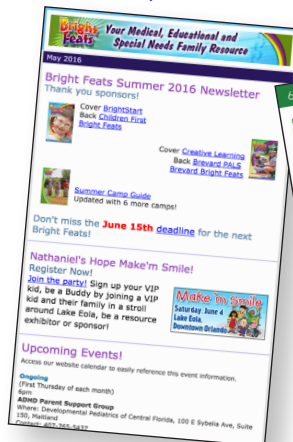 Bright Feats
Your Medical, Educational and
Special Needs Family Resource
May 2016
Bright Feats Summer 2016 Newsletter
Thank you sponsors!
Cover BrightStart
Back Children First
Bright Feats
Cover Creative Learning
Back Brevard PALS
Brevard Bright Feats
Summer Camp Guide
Updated with 6 more camps!
Don't miss the June 15th deadline for the next
Bright Feats!
Nathaniel's Hope Make'm Smile!
Register Now!
Join the party! Sign up your VIP
kid, be a Buddy by joining a VIP
kid and their family in a stroll
around Lake Eola, be a resource
exhibitor or sponsor!
Make 'm Smile
Saturday, June 4
Lake Eola,
Downtown Orlando
Upcoming Events!
Access our website calendar to easily reference this event information.
Ongoing
(First Thursday of each month)
6pm
ADHD Parent Support Group
Where: Developmental Pediatrics of Central Florida, 100 E Sybelia Ave, Suite
350, Maitland
Contact: 407-265-5437